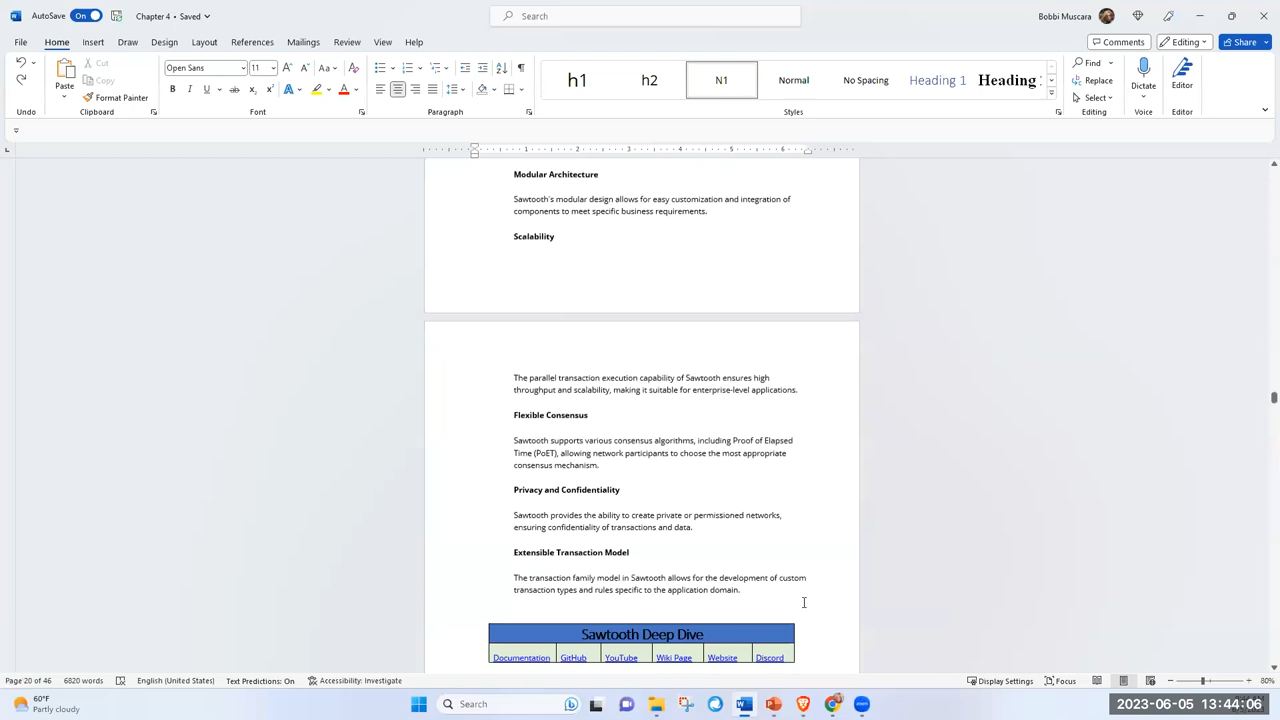 AutoSave On Chapter 4 • Saved Search Bobbi Muscara
File Home Insert Draw Design Layout References Mailings Review View Help Comments Editing Share
Paste Cut Copy Format Painter
Open Sans 11
h1 h2 N1 Normal No Spacing Heading 1 Heading
Find Replace Select Dictate Editor
Undo Clipboard Font Paragraph Styles Editing Voice Editor
1 2 3 4 5 6
Modular Architecture
Sawtooth's modular design allows for easy customization and integration of
components to meet specific business requirements.
Scalability
The parallel transaction execution capability of Sawtooth ensures high
throughput and scalability, making it suitable for enterprise-level applications.
Flexible Consensus
Sawtooth supports various consensus algorithms, including Proof of Elapsed
Time (PoET), allowing network participants to choose the most appropriate
consensus mechanism.
Privacy and Confidentiality
Sawtooth provides the ability to create private or permissioned networks,
ensuring confidentiality of transactions and data.
Extensible Transaction Model
The transaction family model in Sawtooth allows for the development of custom
transaction types and rules specific to the application domain.
Sawtooth Deep Dive
Documentation GitHub YouTube Wiki Page Website Discord
Page 20 of 46 6820 words English (United States) Text Predictions: On Accessibility: Investigate Display Settings Focus 80%
60°F
Partly cloudy
Search
2023-06-05 13:44:06